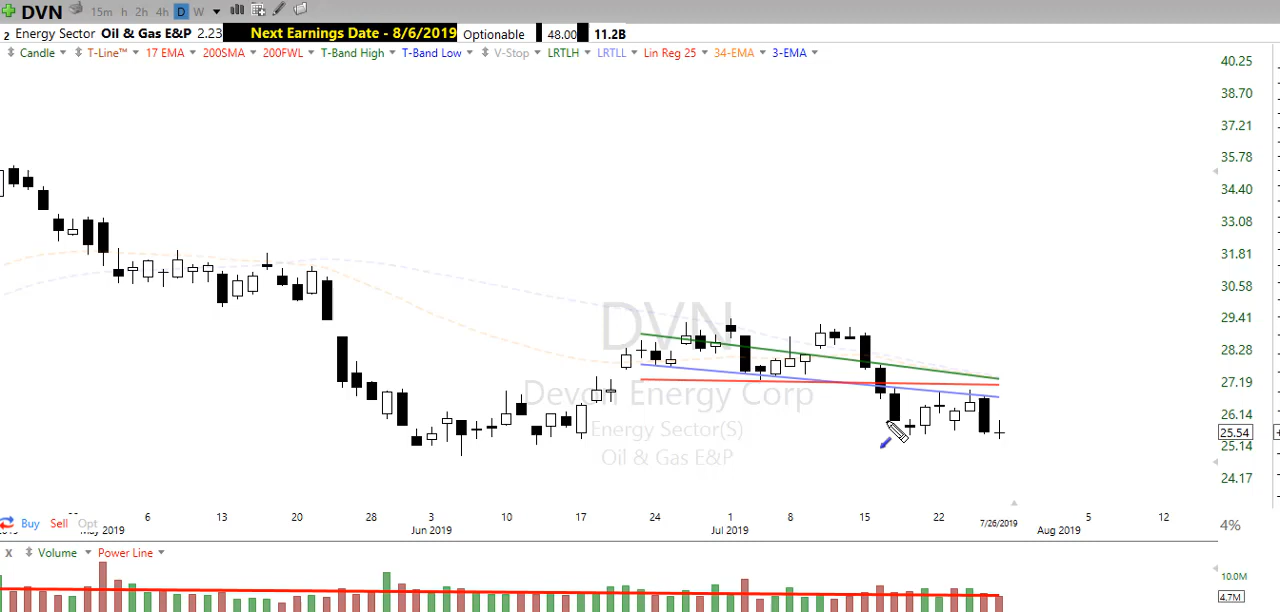 DVN 15m 1h 2h 4h D W
2 Energy Sector Oil & Gas E&P 2.23 Next Earnings Date - 8/6/2019 Optionable 48.00 11.2B
Candle T-Line™ 17 EMA 200SMA 200FWL T-Band High T-Band Low V-Stop LRTLH LRTLL Lin Reg 25 34-EMA 3-EMA
40.25
38.70
37.21
35.78
34.40
33.08
31.81
30.58
29.41
28.28
27.19
26.14
25.54
25.14
24.17
DVN
Devon Energy Corp
Energy Sector(S)
Oil & Gas E&P
6 13 20 28 3 10 17 24 1 8 15 22 7/26/2019 5 12
Buy Sell Opt
May 2019 Jun 2019 Jul 2019 Aug 2019
4%
X Volume Power Line
10.0M
4.7M